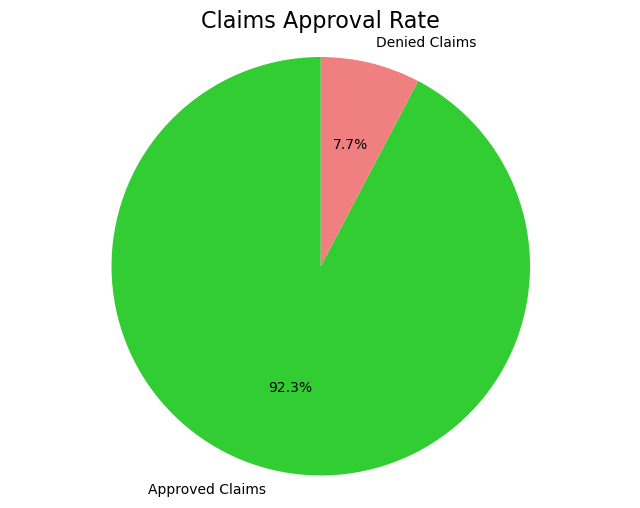 Claims Approval Rate
Denied Claims
7.7%
92.3%
Approved Claims